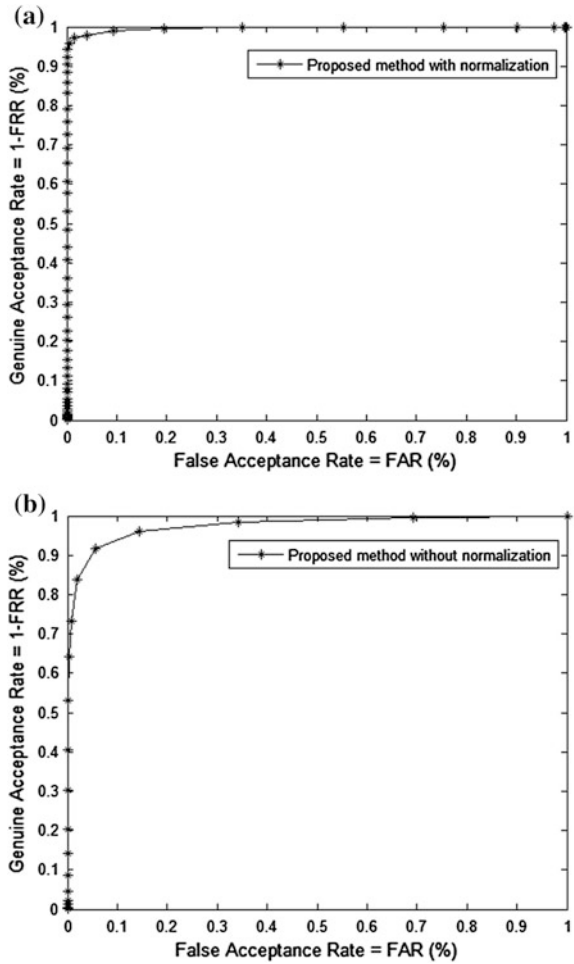 (a)
1
0.9
0.8
0.7
0.6
0.5
0.4
0.3
0.2
0.1
0
Genuine Acceptance Rate = 1-FRR (%)
Proposed method with normalization
0 0.1 0.2 0.3 0.4 0.5 0.6 0.7 0.8 0.9 1
False Acceptance Rate = FAR (%)
(b)
1
0.9
0.8
0.7
0.6
0.5
0.4
0.3
0.2
0.1
0
Genuine Acceptance Rate = 1-FRR (%)
Proposed method without normalization
0 0.1 0.2 0.3 0.4 0.5 0.6 0.7 0.8 0.9 1
False Acceptance Rate = FAR (%)